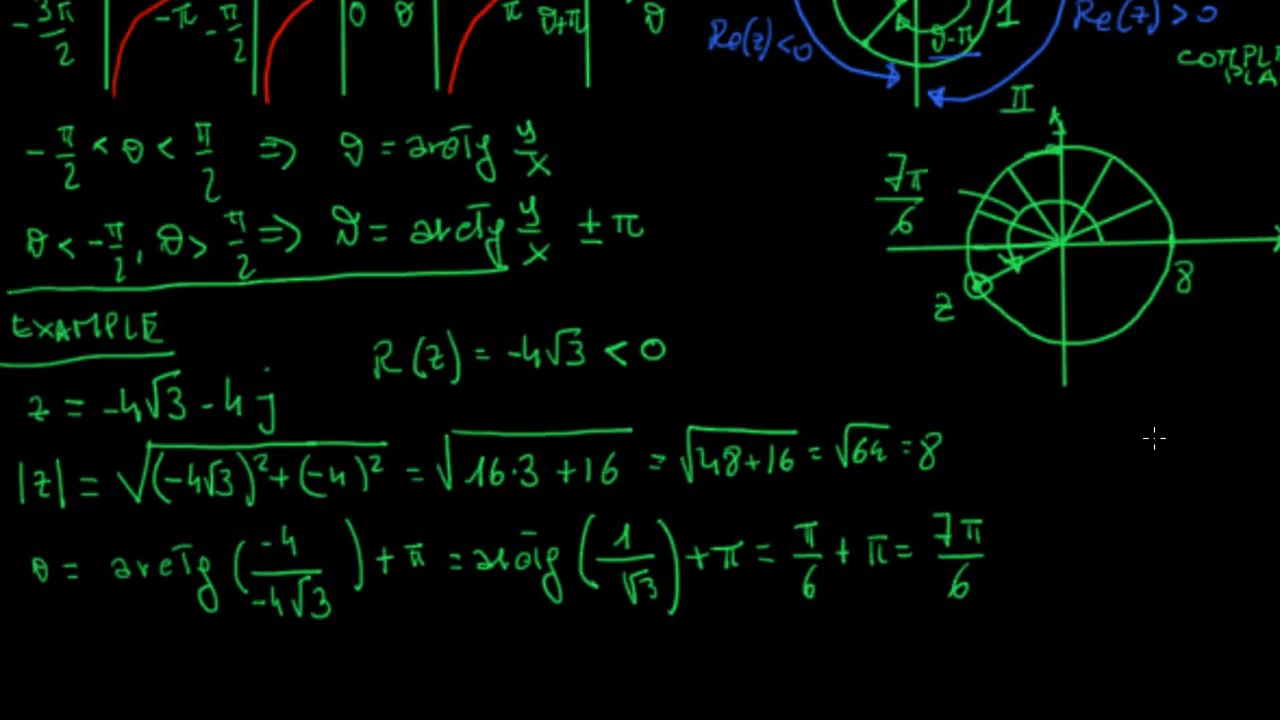 -3π/2 -π -π/2 0 ϑ π ϑ+π ϑ
Re(z)<0 ϑ-π 1 Re(z)>0
COMPLE
PLA
II
-π/2 < ϑ < π/2 ⇒ ϑ = arctg y/x
7π/6
ϑ < -π/2, ϑ > π/2 ⇒ ϑ = arctg y/x ± π
8
z
EXAMPLE
R(z) = -4√3 < 0
z = -4√3 - 4j
|z| = √((-4√3)² + (-4)²) = √(16·3 + 16) = √(48+16) = √64 = 8
ϑ = arctg(-4/-4√3) + π = arctg(1/√3) + π = π/6 + π = 7π/6